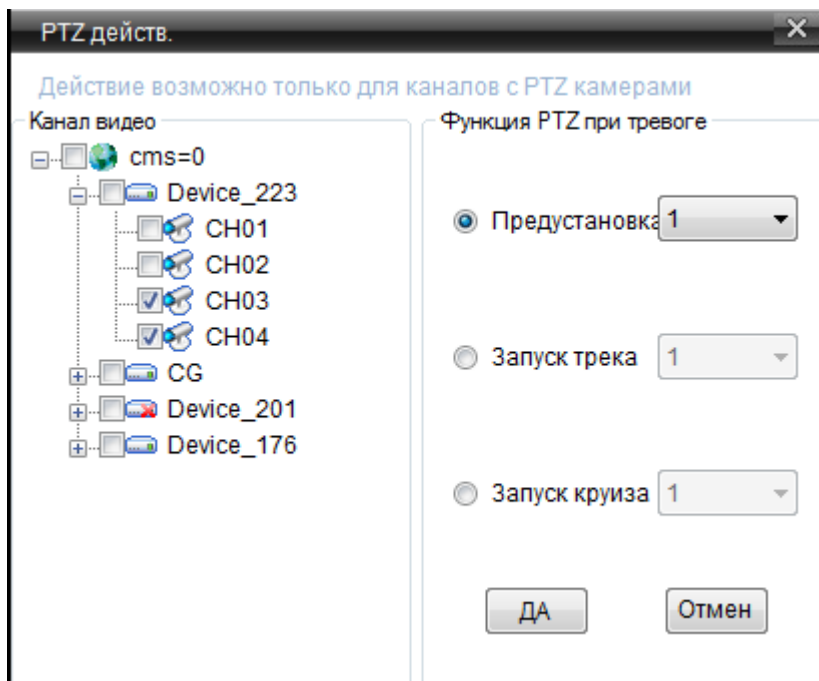 PTZ действ.
Действие возможно только для каналов с PTZ камерами
Канал видео
cms=0
Device_223
CH01
CH02
CH03
CH04
CG
Device_201
Device_176
Функция PTZ при тревоге
Предустановка 1
Запуск трека 1
Запуск круиза 1
ДА Отмен